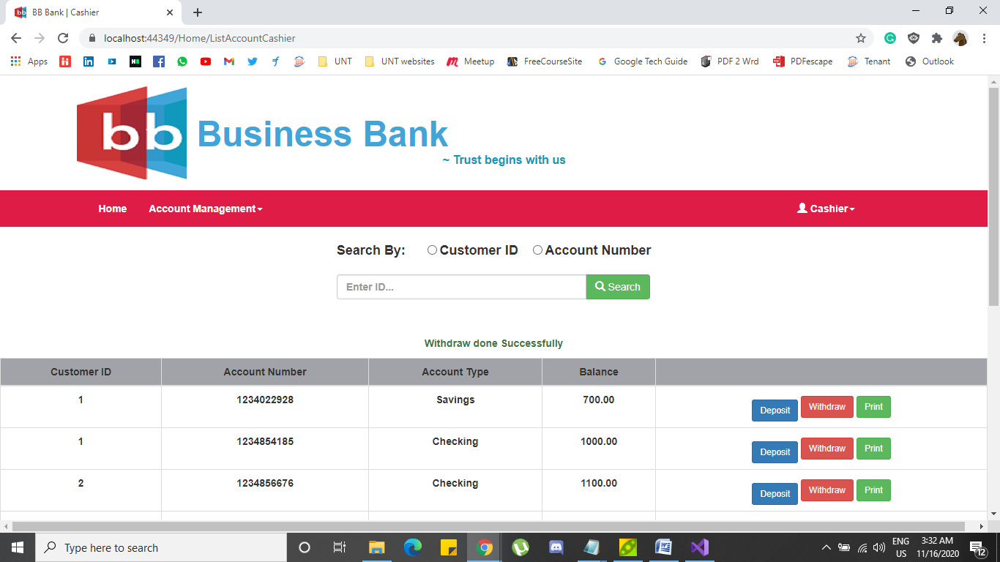 BB Bank | Cashier
localhost:44349/Home/ListAccountCashier
Apps UNT UNT websites Meetup FreeCourseSite Google Tech Guide PDF 2 Wrd PDFescape Tenant Outlook
bb Business Bank
~ Trust begins with us
Home Account Management Cashier
Search By: Customer ID Account Number
Enter ID... Search
Withdraw done Successfully
Customer ID Account Number Account Type Balance
1 1234022928 Savings 700.00 Deposit Withdraw Print
1 1234854185 Checking 1000.00 Deposit Withdraw Print
2 1234856676 Checking 1100.00 Deposit Withdraw Print
Type here to search
ENG 3:32 AM
US 11/16/2020 12